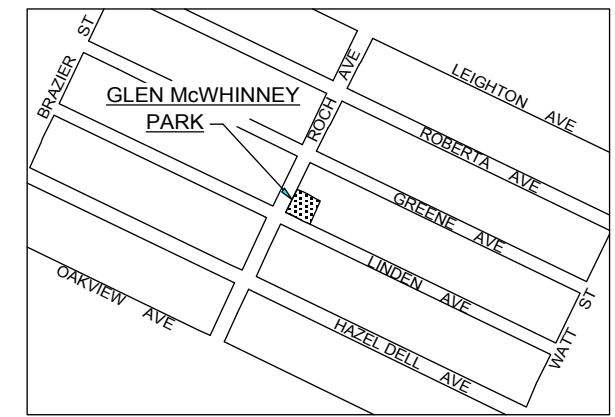 BRAZIER ST
GLEN McWHINNEY
PARK
ROCH AVE
LEIGHTON AVE
ROBERTA AVE
GREENE AVE
LINDEN AVE
HAZEL DELL AVE
OAKVIEW AVE
WATT ST